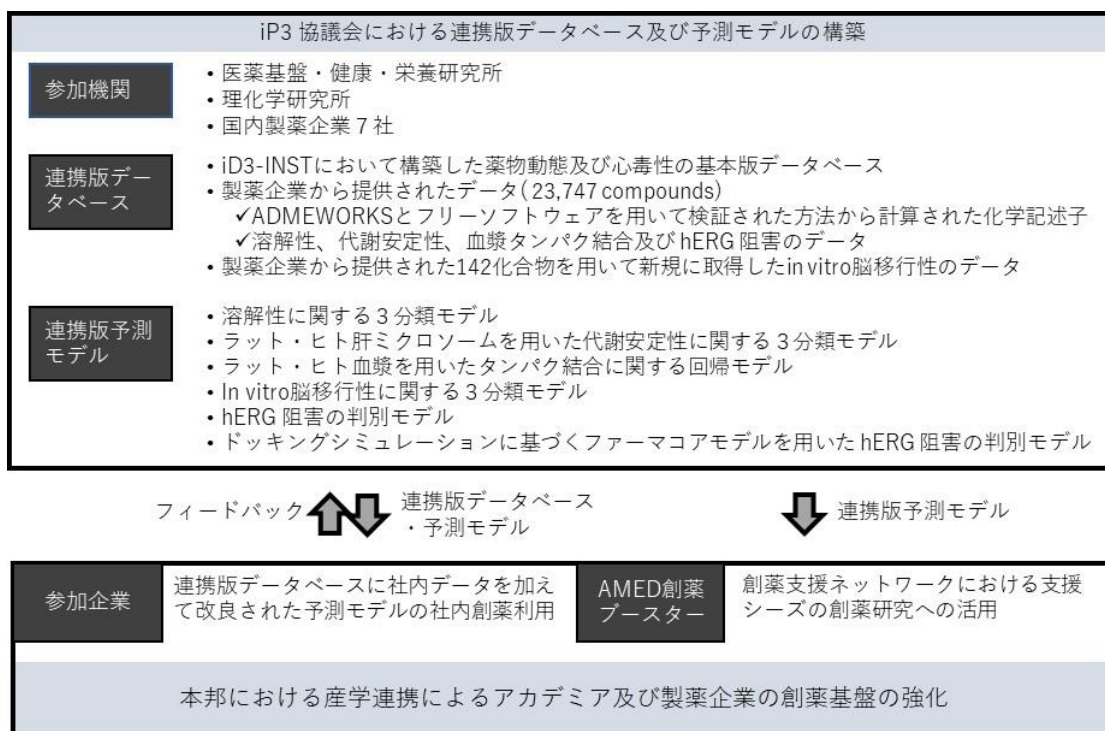 iP3 協議会における連携版データベース及び予測モデルの構築
参加機関
• 医薬基盤・健康・栄養研究所
• 理化学研究所
• 国内製薬企業７社
連携版デー
タベース
• iD3-INSTにおいて構築した薬物動態及び心毒性の基本版データベース
• 製薬企業から提供されたデータ(23,747 compounds)
✓ADMEWORKSとフリーソフトウェアを用いて検証された方法から計算された化学記述子
✓溶解性、代謝安定性、血漿タンパク結合及び hERG 阻害のデータ
• 製薬企業から提供された142化合物を用いて新規に取得したin vitro脳移行性のデータ
連携版予測
モデル
• 溶解性に関する３分類モデル
• ラット・ヒト肝ミクロソームを用いた代謝安定性に関する３分類モデル
• ラット・ヒト血漿を用いたタンパク結合に関する回帰モデル
• In vitro脳移行性に関する３分類モデル
• hERG 阻害の判別モデル
• ドッキングシミュレーションに基づくファーマコアモデルを用いた hERG 阻害の判別モデル
フィードバック
連携版データベース
・予測モデル
連携版予測モデル
参加企業
連携版データベースに社内データを加え
て改良された予測モデルの社内創薬利用
AMED創薬
ブースター
創薬支援ネットワークにおける支援
シーズの創薬研究への活用
本邦における産学連携によるアカデミア及び製薬企業の創薬基盤の強化